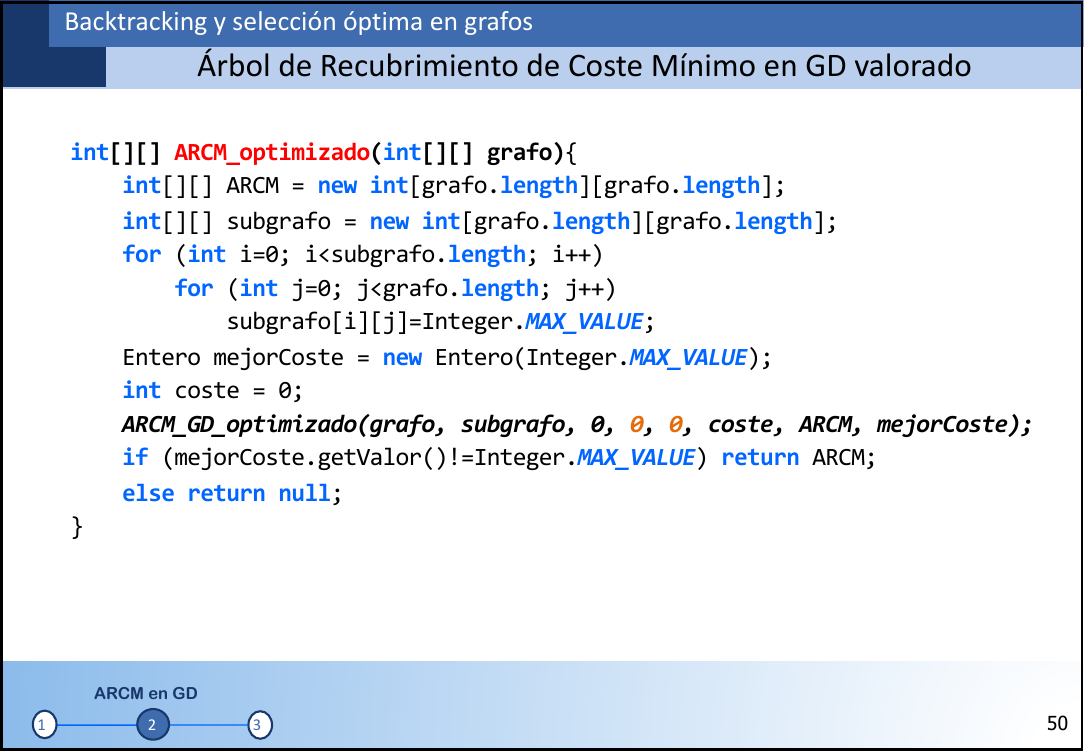 Backtracking y selección óptima en grafos
Árbol de Recubrimiento de Coste Mínimo en GD valorado
int[][] ARCM_optimizado(int[][] grafo){
    int[][] ARCM = new int[grafo.length][grafo.length];
    int[][] subgrafo = new int[grafo.length][grafo.length];
    for (int i=0; i<subgrafo.length; i++)
        for (int j=0; j<grafo.length; j++)
            subgrafo[i][j]=Integer.MAX_VALUE;
    Entero mejorCoste = new Entero(Integer.MAX_VALUE);
    int coste = 0;
    ARCM_GD_optimizado(grafo, subgrafo, 0, 0, 0, coste, ARCM, mejorCoste);
    if (mejorCoste.getValor()!=Integer.MAX_VALUE) return ARCM;
    else return null;
}
ARCM en GD
1 2 3
50